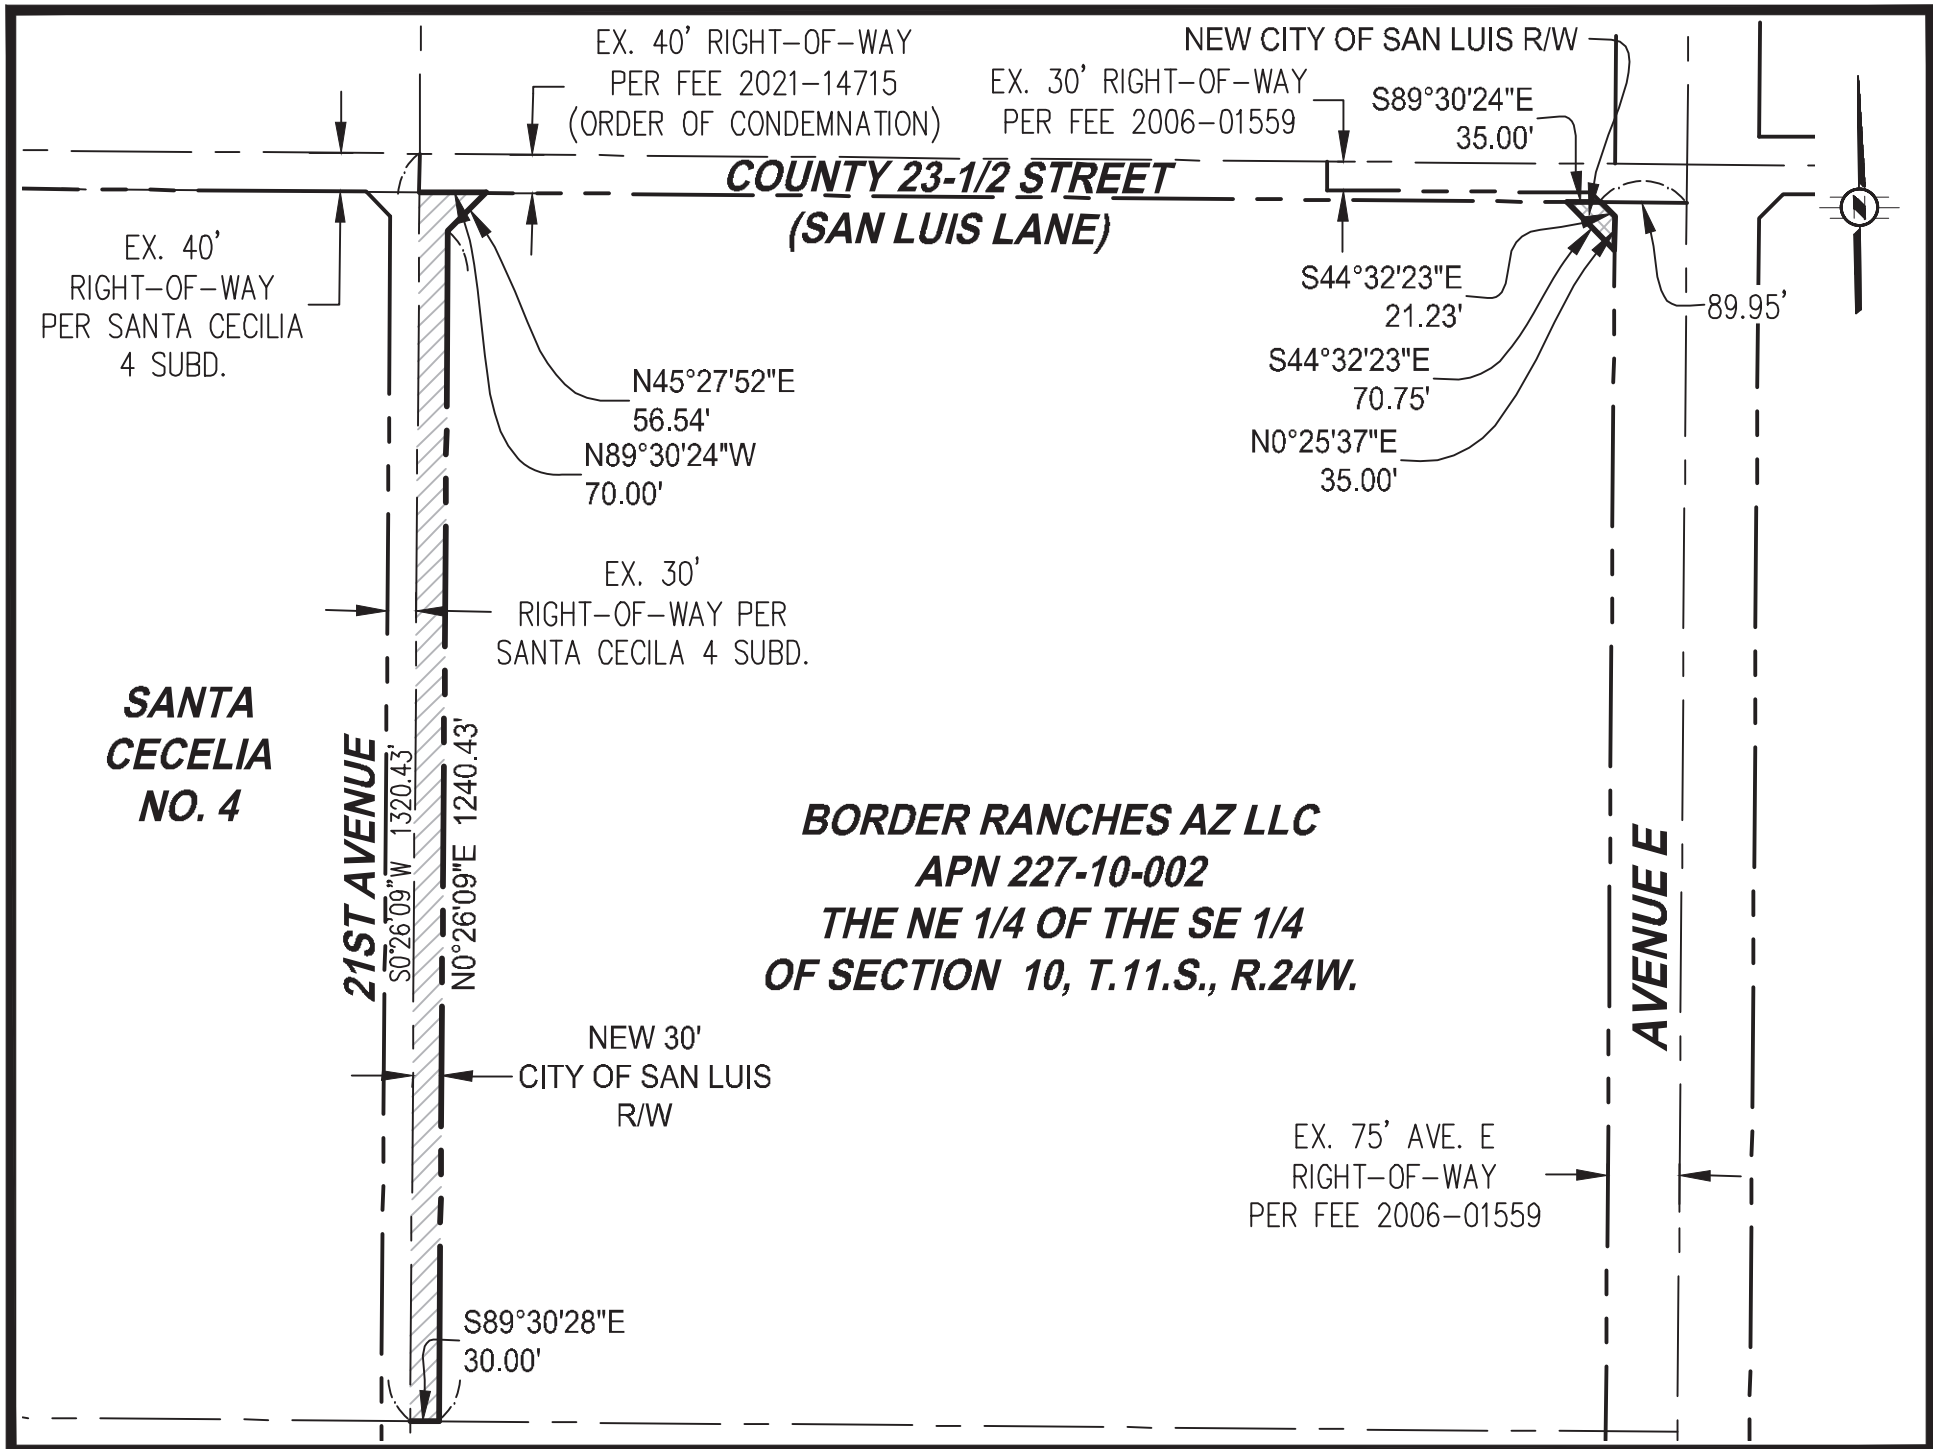 EX. 40' RIGHT-OF-WAY
PER FEE 2021-14715
(ORDER OF CONDEMNATION)
NEW CITY OF SAN LUIS R/W
EX. 30' RIGHT-OF-WAY
PER FEE 2006-01559
S89°30'24"E
35.00'
COUNTY 23-1/2 STREET
(SAN LUIS LANE)
EX. 40'
RIGHT-OF-WAY
PER SANTA CECILIA
4 SUBD.
S44°32'23"E
21.23'
89.95'
S44°32'23"E
70.75'
N0°25'37"E
35.00'
N45°27'52"E
56.54'
N89°30'24"W
70.00'
EX. 30'
RIGHT-OF-WAY PER
SANTA CECILA 4 SUBD.
SANTA
CECELIA
NO. 4
21ST AVENUE
S0°26'09"W 1320.43'
N0°26'09"E 1240.43'
BORDER RANCHES AZ LLC
APN 227-10-002
THE NE 1/4 OF THE SE 1/4
OF SECTION 10, T.11.S., R.24W.
AVENUE E
NEW 30'
CITY OF SAN LUIS
R/W
EX. 75' AVE. E
RIGHT-OF-WAY
PER FEE 2006-01559
S89°30'28"E
30.00'